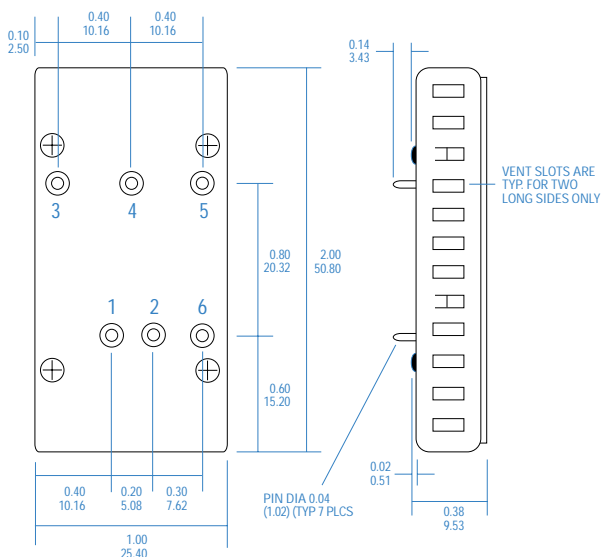 0.40 0.40
10.16 10.16
0.10
2.50
0.14
3.43
VENT SLOTS ARE
TYP. FOR TWO
LONG SIDES ONLY
3 4 5
0.80
20.32
2.00
50.80
1 2 6
0.60
15.20
0.40 0.20 0.30
10.16 5.08 7.62
1.00
25.40
PIN DIA 0.04
(1.02) (TYP 7 PLCS
0.02
0.51
0.38
9.53